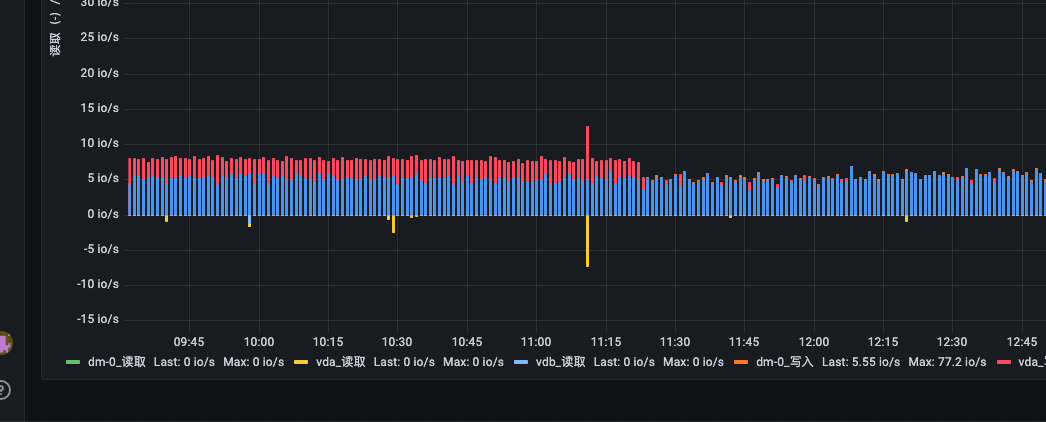 30 io/s
读取 (-) /
25 io/s
20 io/s
15 io/s
10 io/s
5 io/s
0 io/s
-5 io/s
-10 io/s
-15 io/s
09:45 10:00 10:15 10:30 10:45 11:00 11:15 11:30 11:45 12:00 12:15 12:30 12:45
dm-0_读取 Last: 0 io/s Max: 0 io/s vda_读取 Last: 0 io/s Max: 0 io/s vdb_读取 Last: 0 io/s Max: 0 io/s dm-0_写入 Last: 5.55 io/s Max: 77.2 io/s vda_
?